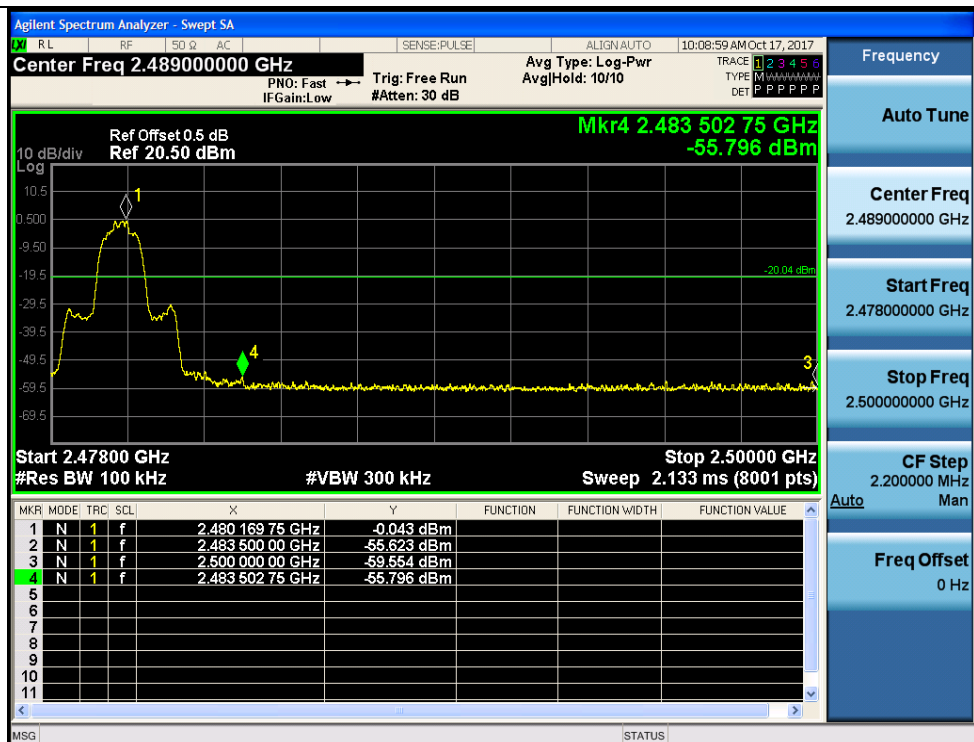 Agilent Spectrum Analyzer - Swept SA
LXI RL RF 50 Ω AC SENSE:PULSE ALIGN AUTO 10:08:59 AM Oct 17, 2017
Center Freq 2.489000000 GHz
PNO: Fast
IFGain:Low
Trig: Free Run
#Atten: 30 dB
Avg Type: Log-Pwr
Avg|Hold: 10/10
TRACE 1 2 3 4 5 6
TYPE M W W W W W
DET P P P P P P
Mkr4 2.483 502 75 GHz
-55.796 dBm
Ref Offset 0.5 dB
10 dB/div Ref 20.50 dBm
Log
10.5
0.500
-9.50
-19.5
-29.5
-39.5
-49.5
-59.5
-69.5
1
-20.04 dBm
4
3
Start 2.47800 GHz Stop 2.50000 GHz
#Res BW 100 kHz #VBW 300 kHz Sweep 2.133 ms (8001 pts)
MKR MODE TRC SCL X Y FUNCTION FUNCTION WIDTH FUNCTION VALUE
1 N 1 f 2.480 169 75 GHz -0.043 dBm
2 N 1 f 2.483 500 00 GHz -55.623 dBm
3 N 1 f 2.500 000 00 GHz -59.554 dBm
4 N 1 f 2.483 502 75 GHz -55.796 dBm
5
6
7
8
9
10
11
MSG STATUS
Frequency
Auto Tune
Center Freq
2.489000000 GHz
Start Freq
2.478000000 GHz
Stop Freq
2.500000000 GHz
CF Step
2.200000 MHz
Auto Man
Freq Offset
0 Hz